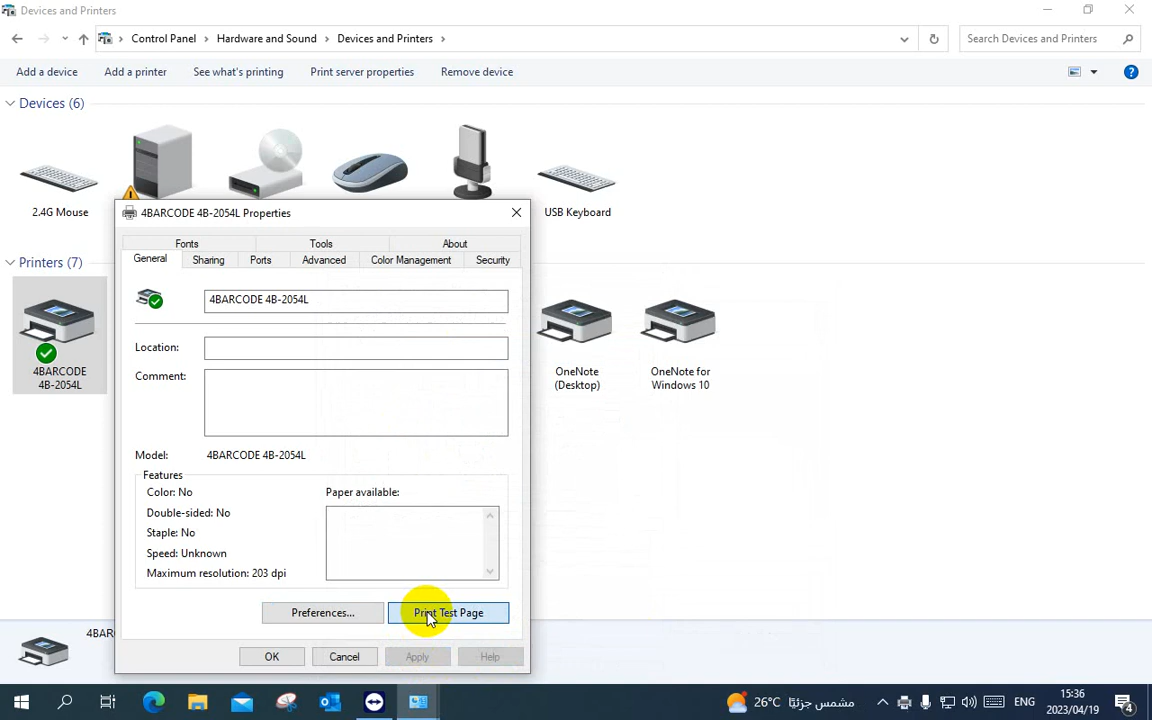 Devices and Printers
Control Panel > Hardware and Sound > Devices and Printers >
Search Devices and Printers
Add a device
Add a printer
See what's printing
Print server properties
Remove device
Devices (6)
2.4G Mouse
USB Keyboard
4BARCODE 4B-2054L Properties
Fonts
Tools
About
General
Sharing
Ports
Advanced
Color Management
Security
Printers (7)
4BARCODE 4B-2054L
Location:
Comment:
4BARCODE
4B-2054L
OneNote
(Desktop)
OneNote for
Windows 10
Model: 4BARCODE 4B-2054L
Features
Color: No
Paper available:
Double-sided: No
Staple: No
Speed: Unknown
Maximum resolution: 203 dpi
Preferences...
Print Test Page
4BAR
OK
Cancel
Apply
Help
26°C
مشمس جزئيًا
ENG
15:36
2023/04/19
4